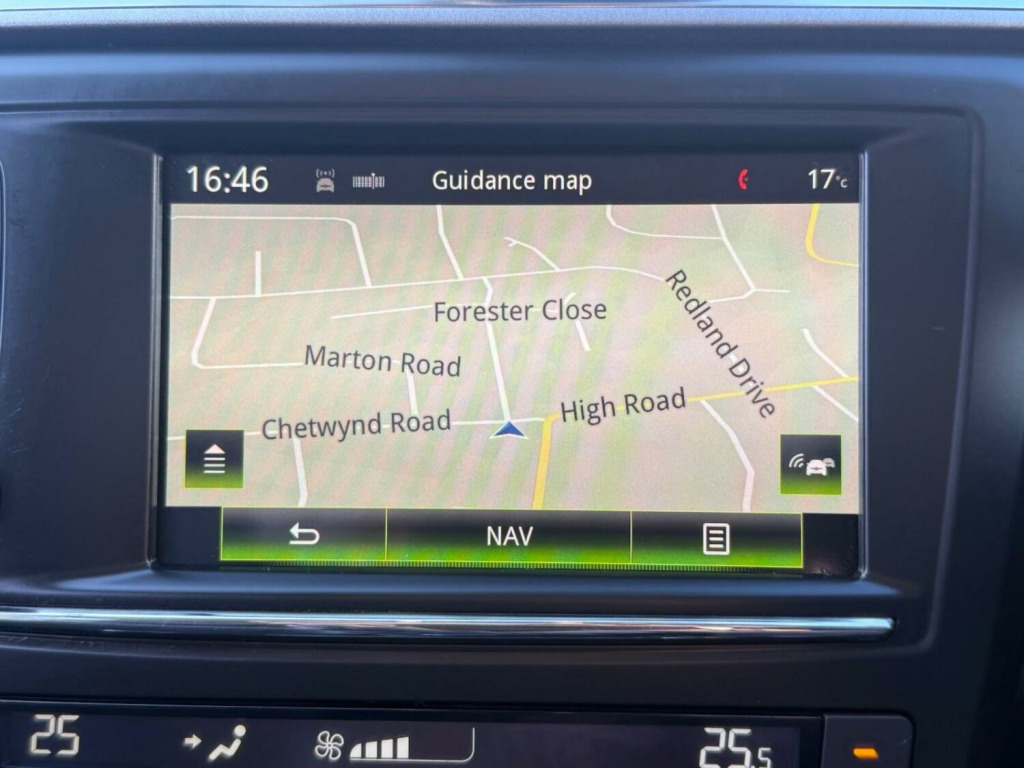 16:46
Guidance map
17°C
Forester Close
Redland Drive
Marton Road
High Road
Chetwynd Road
NAV
25
25.5